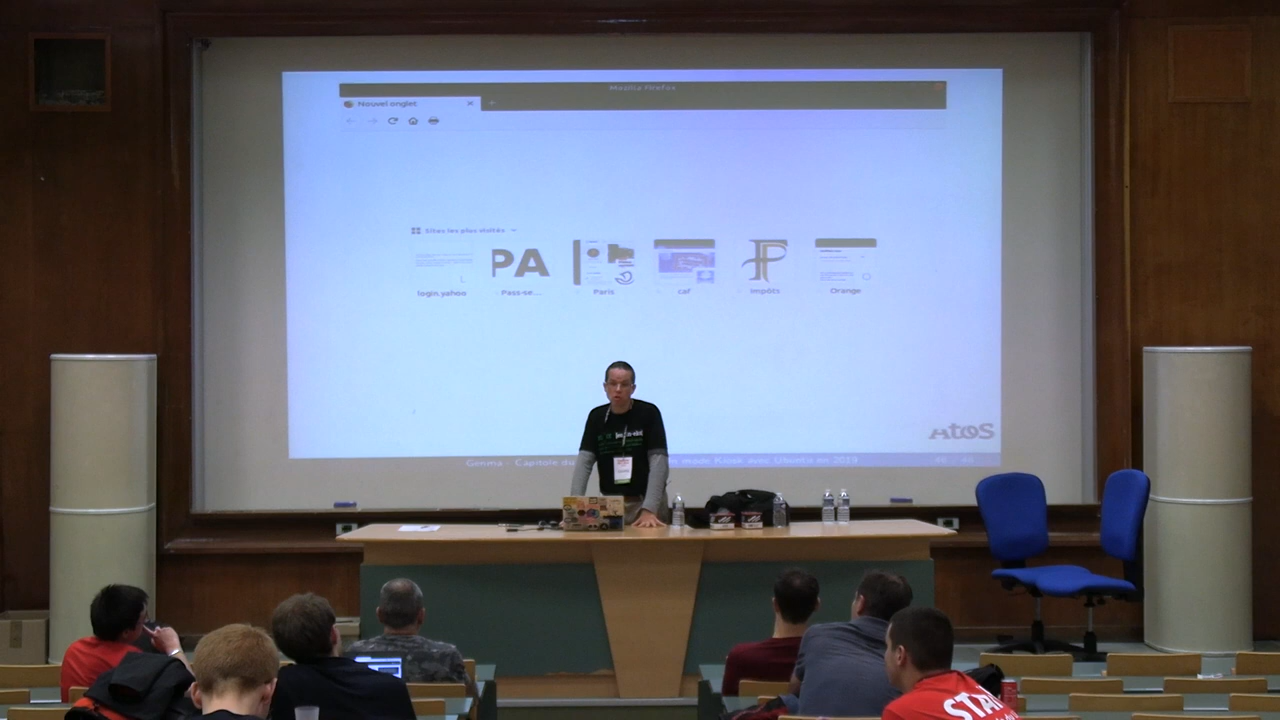 Mozilla Firefox
Nouvel onglet
Sites les plus visités
PA
login.yahoo
Pass-se...
Paris
caf
Impôts
Orange
Atos
Genma - Capitole du
mode Kiosk avec Ubuntu en 2019
STA